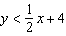 y < 1/2 x + 4